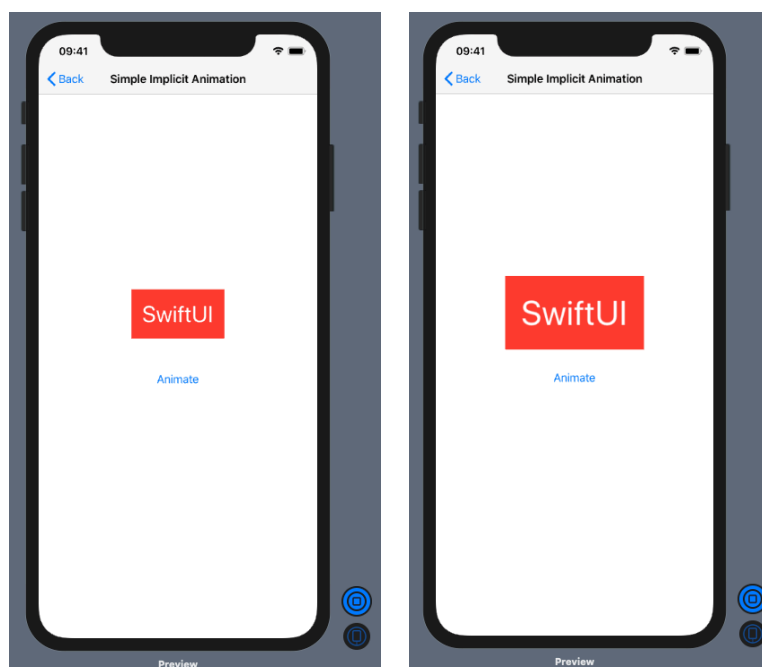 09:41
Back Simple Implicit Animation
SwiftUI
Animate
Preview
09:41
Back Simple Implicit Animation
SwiftUI
Animate
Preview